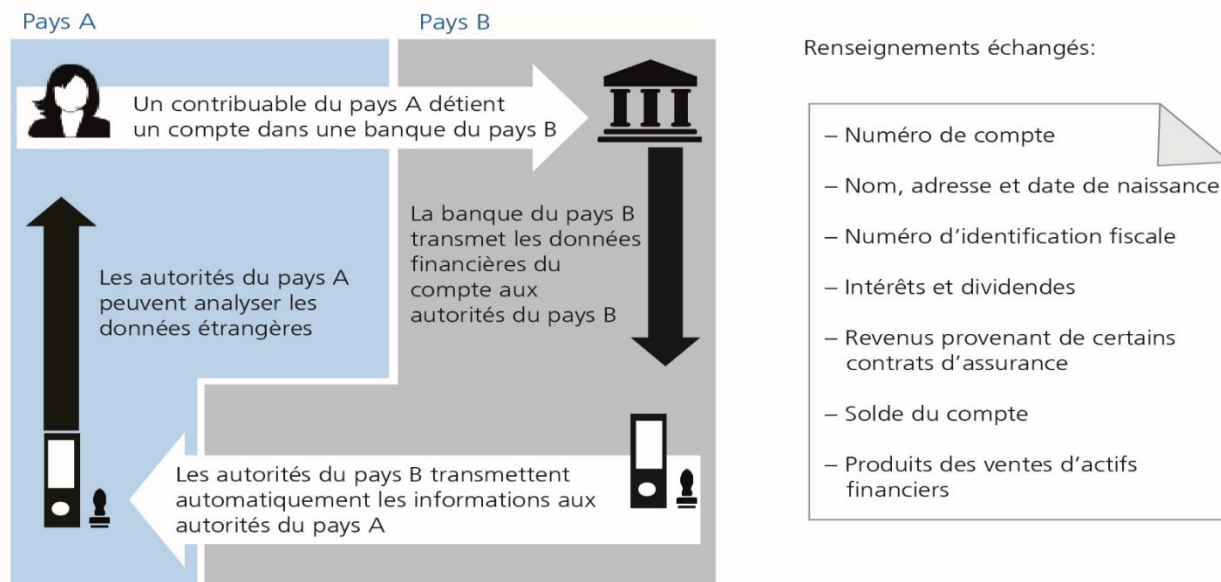 Pays A
Pays B
Un contribuable du pays A détient
un compte dans une banque du pays B
La banque du pays B
transmet les données
financières du
compte aux
autorités du pays B
Les autorités du pays A
peuvent analyser les
données étrangères
Les autorités du pays B transmettent
automatiquement les informations aux
autorités du pays A
Renseignements échangés:
– Numéro de compte
– Nom, adresse et date de naissance
– Numéro d'identification fiscale
– Intérêts et dividendes
– Revenus provenant de certains
contrats d'assurance
– Solde du compte
– Produits des ventes d'actifs
financiers